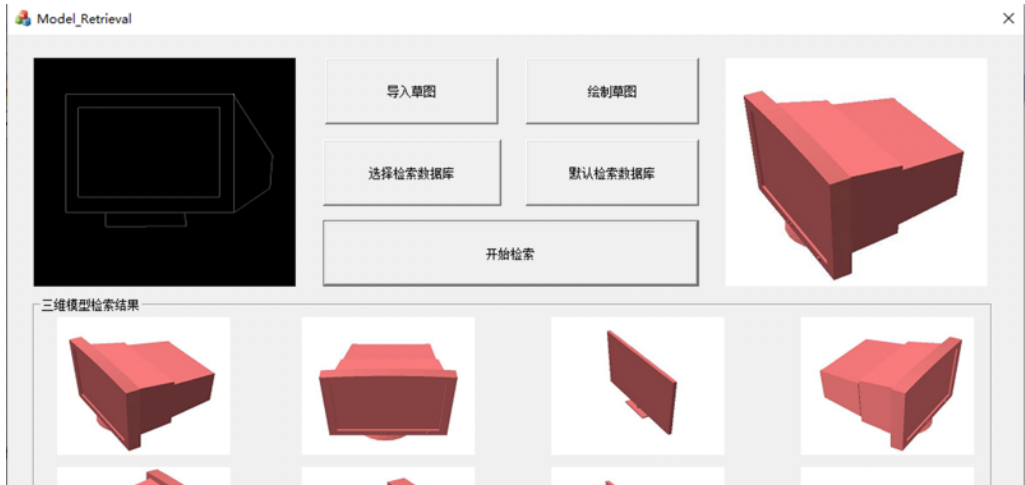 Model_Retrieval
导入草图
绘制草图
选择检索数据库
默认检索数据库
开始检索
三维模型检索结果